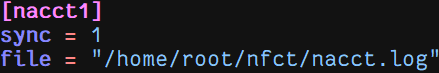 [nacct1]
sync = 1
file = "/home/root/nfct/nacct.log"